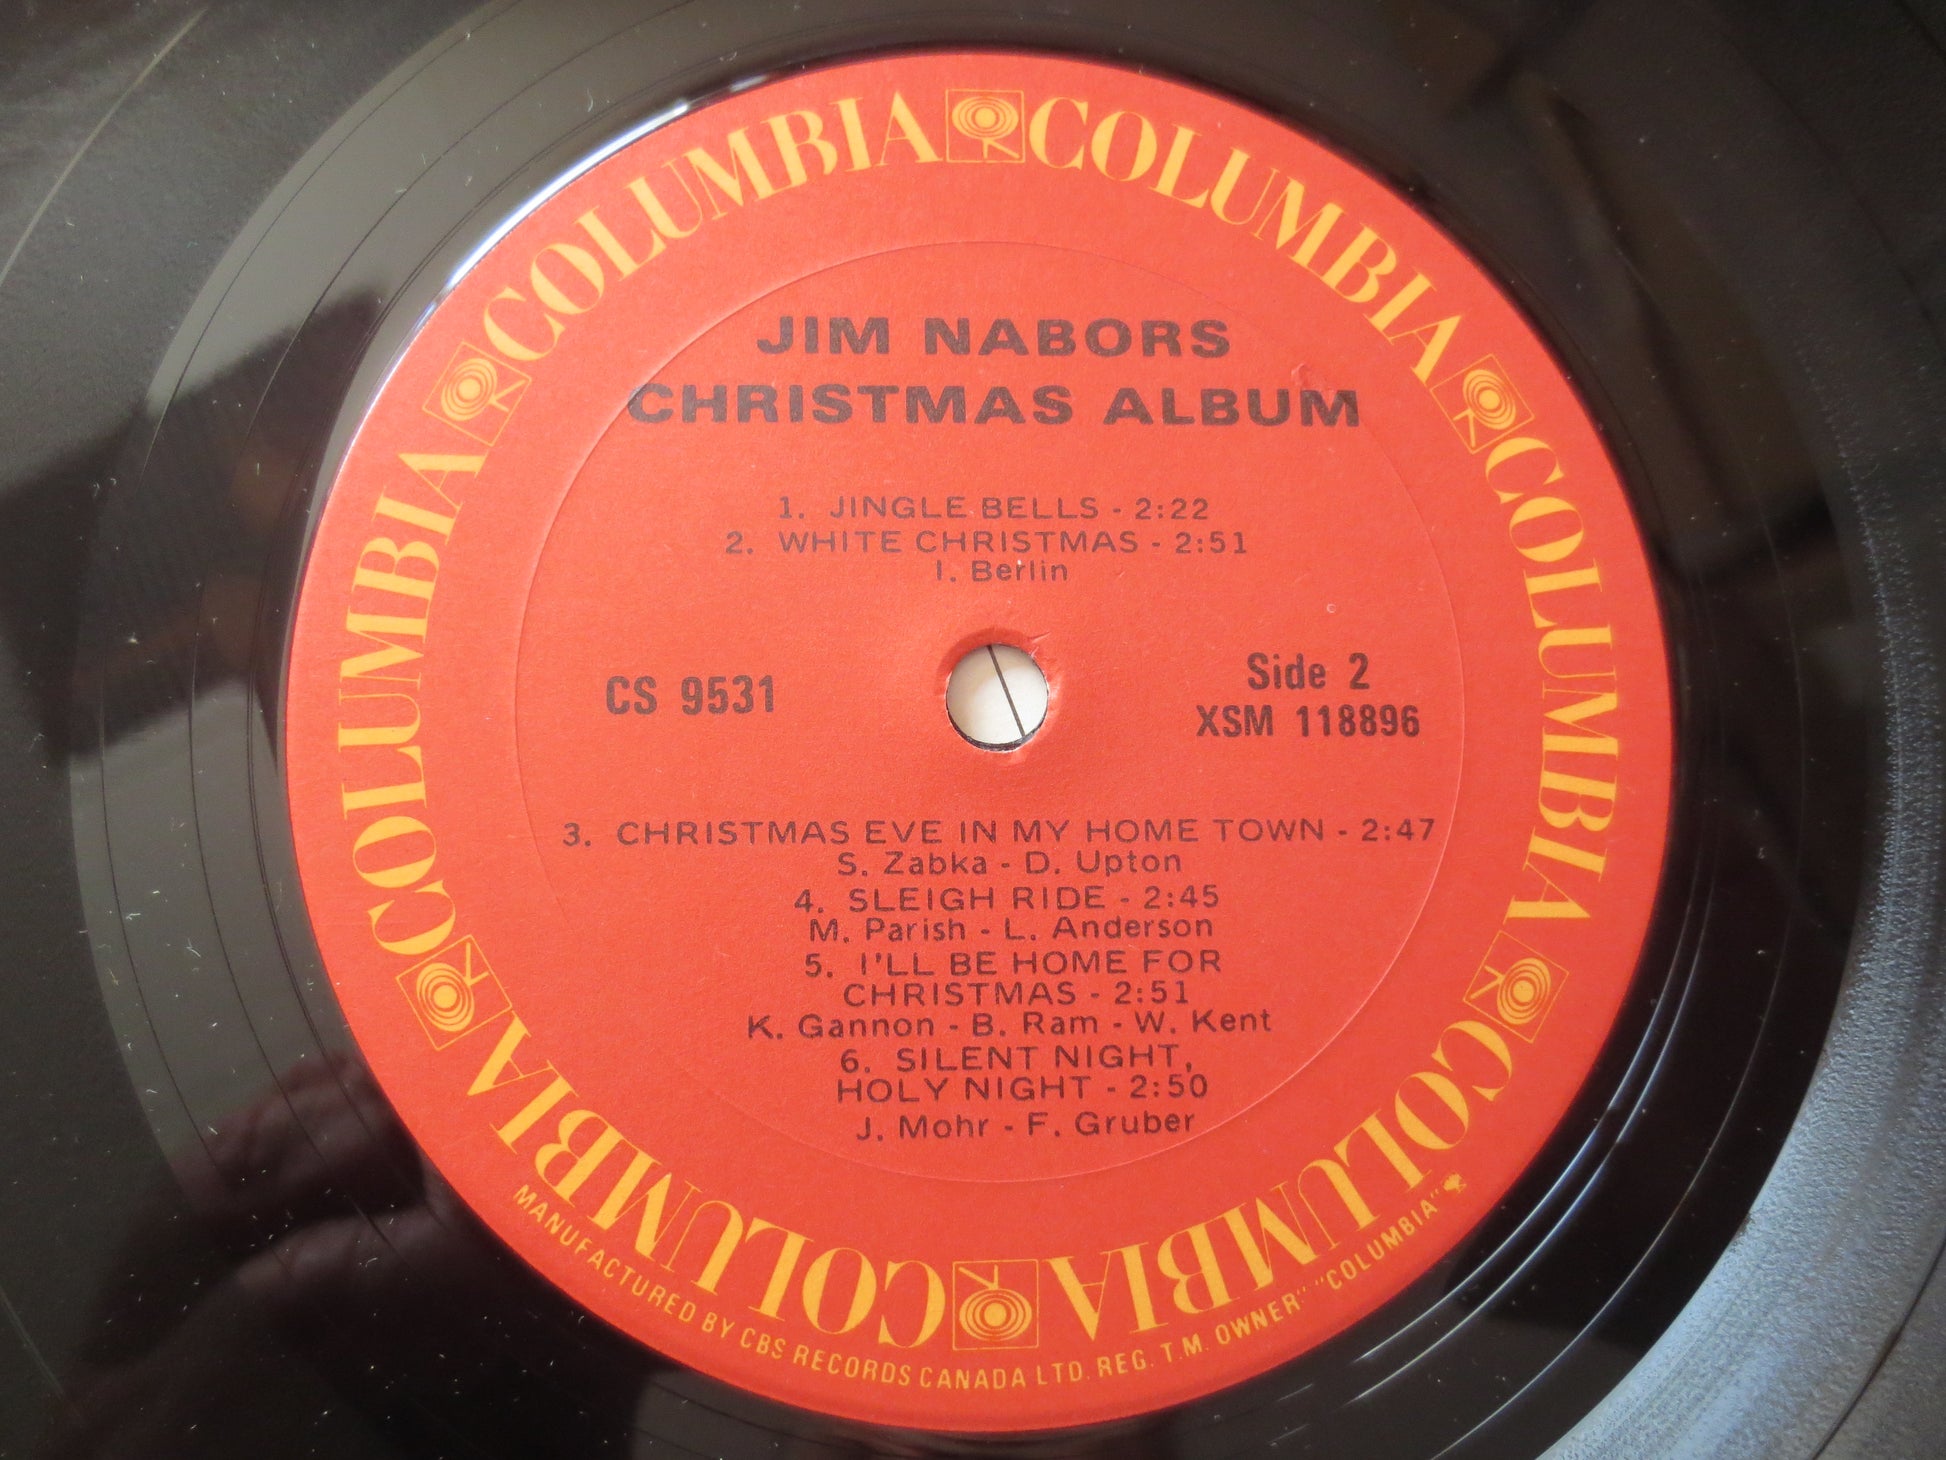 COLUMBIA COLUMBIA COLUMBIA COLUMBIA COLUMBIA COLUMBIA COLUMBIA COLUMBIA
JIM NABORS
CHRISTMAS ALBUM
1. JINGLE BELLS - 2:22
2. WHITE CHRISTMAS - 2:51
I. Berlin
CS 9531
Side 2
XSM 118896
3. CHRISTMAS EVE IN MY HOME TOWN - 2:47
S. Zabka - D. Upton
4. SLEIGH RIDE - 2:45
M. Parish - L. Anderson
5. I'LL BE HOME FOR
CHRISTMAS - 2:51
K. Gannon - B. Ram - W. Kent
6. SILENT NIGHT,
HOLY NIGHT - 2:50
J. Mohr - F. Gruber
MANUFACTURED BY CBS RECORDS CANADA LTD. REG. T.M. OWNER" "COLUMBIA"